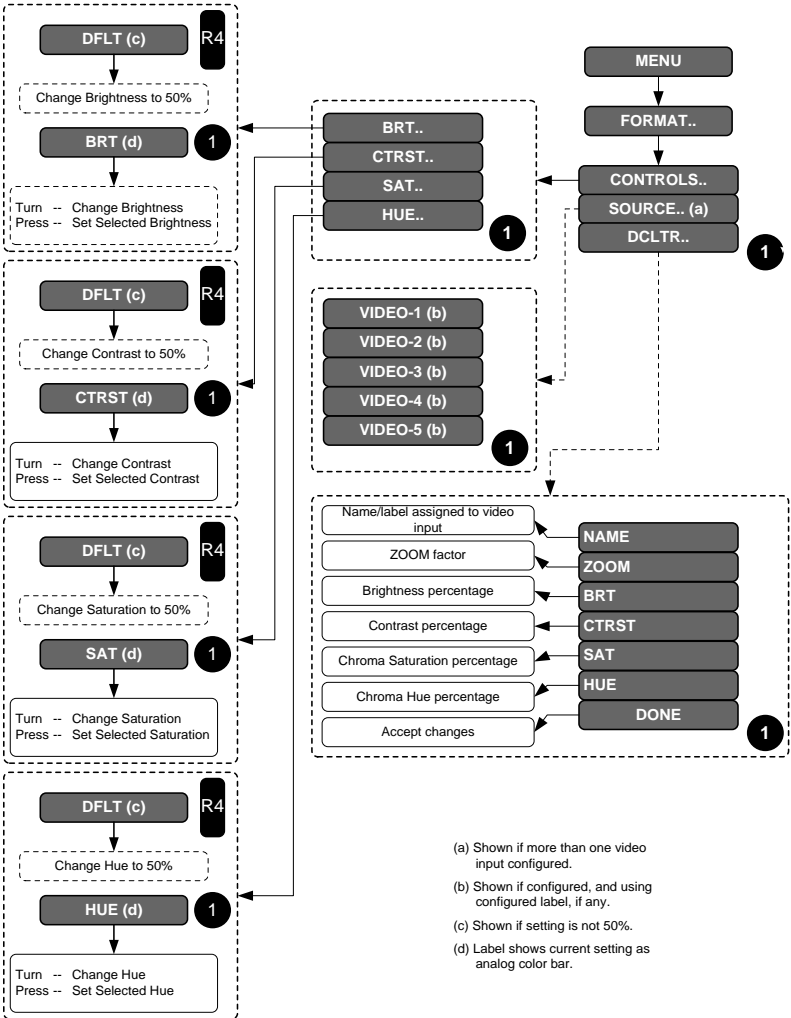 DFLT (c)
R4
Change Brightness to 50%
BRT (d)
1
Turn -- Change Brightness
Press -- Set Selected Brightness
DFLT (c)
R4
Change Contrast to 50%
CTRST (d)
1
Turn -- Change Contrast
Press -- Set Selected Contrast
DFLT (c)
R4
Change Saturation to 50%
SAT (d)
1
Turn -- Change Saturation
Press -- Set Selected Saturation
DFLT (c)
R4
Change Hue to 50%
HUE (d)
1
Turn -- Change Hue
Press -- Set Selected Hue
BRT..
CTRST..
SAT..
HUE..
1
MENU
FORMAT..
CONTROLS..
SOURCE.. (a)
DCLTR..
1
VIDEO-1 (b)
VIDEO-2 (b)
VIDEO-3 (b)
VIDEO-4 (b)
VIDEO-5 (b)
1
Name/label assigned to video
input
NAME
ZOOM factor
ZOOM
Brightness percentage
BRT
Contrast percentage
CTRST
Chroma Saturation percentage
SAT
Chroma Hue percentage
HUE
Accept changes
DONE
1
(a) Shown if more than one video
input configured.
(b) Shown if configured, and using
configured label, if any.
(c) Shown if setting is not 50%.
(d) Label shows current setting as
analog color bar.